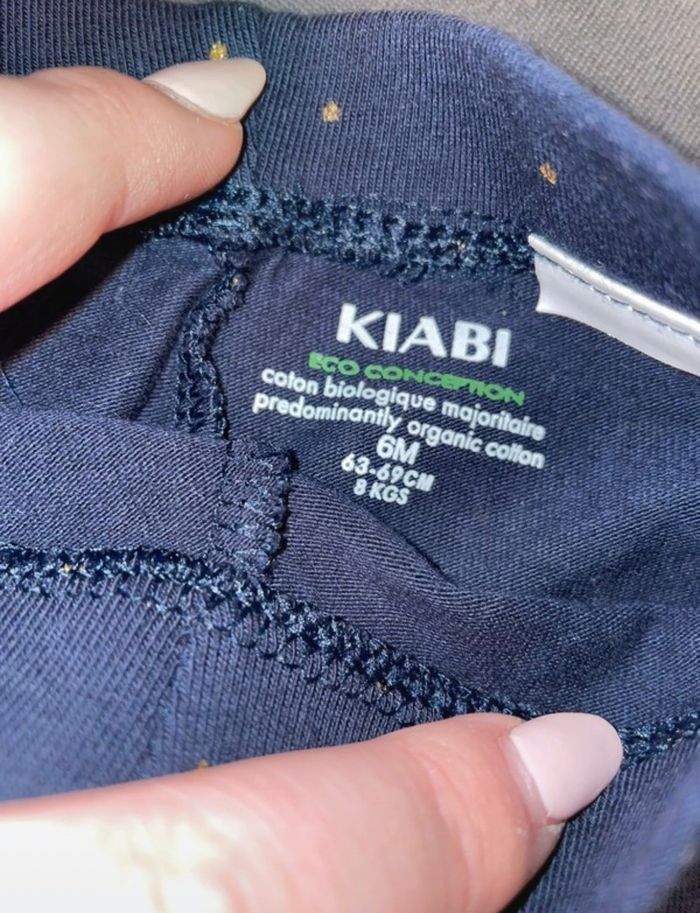 KIABI
ECO CONCEPTION
coton biologique majoritaire
predominantly organic cotton
6M
63-69CM
8 KGS